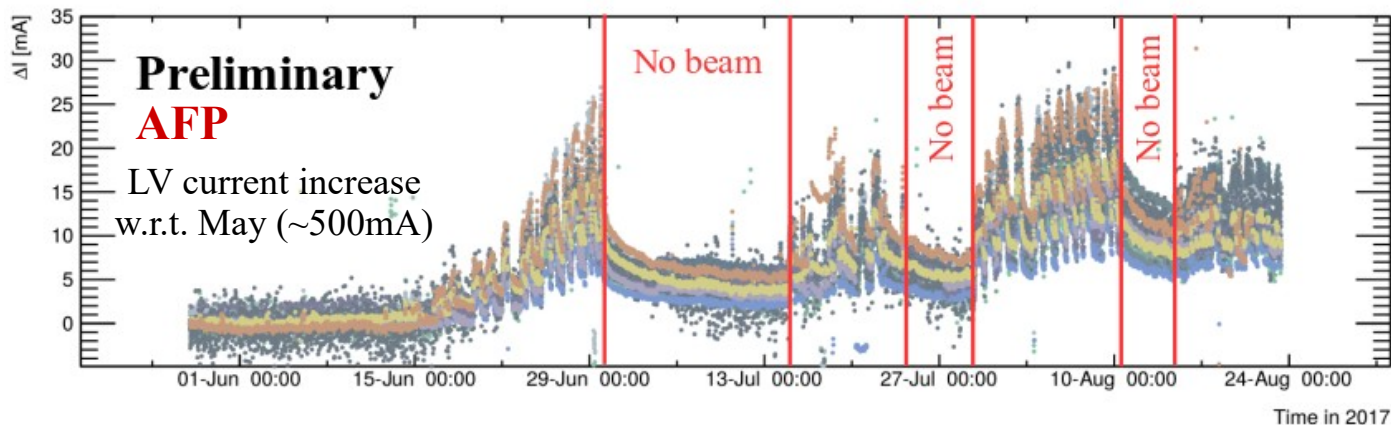 ΔI [mA]
35
30
25
20
15
10
5
0
Preliminary
AFP
LV current increase
w.r.t. May (~500mA)
No beam
No beam
No beam
01-Jun 00:00
15-Jun 00:00
29-Jun 00:00
13-Jul 00:00
27-Jul 00:00
10-Aug 00:00
24-Aug 00:00
Time in 2017